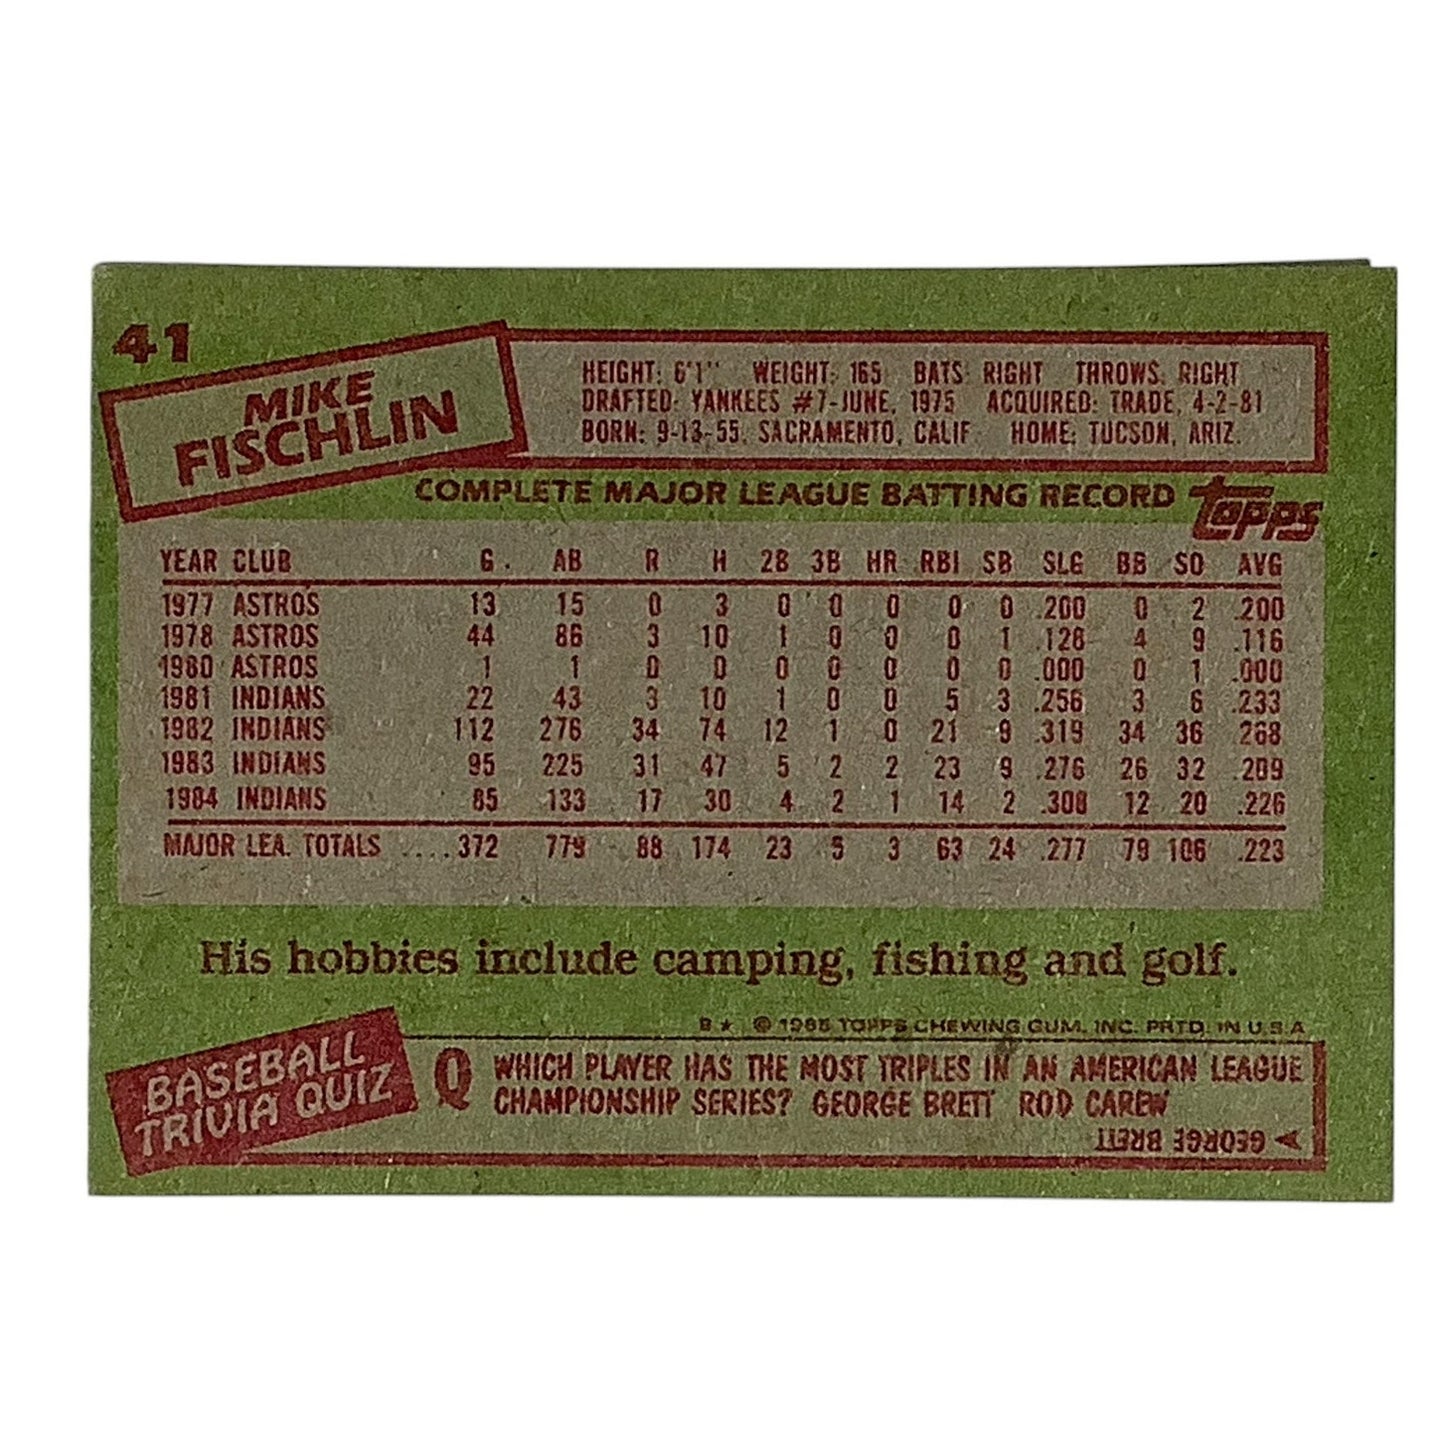 41
MIKE
FISCHLIN
HEIGHT: 6'1" WEIGHT: 165 BATS: RIGHT THROWS: RIGHT
DRAFTED: YANKEES #7-JUNE, 1975 ACQUIRED: TRADE, 4-2-81
BORN: 9-13-55, SACRAMENTO, CALIF. HOME: TUCSON, ARIZ.
COMPLETE MAJOR LEAGUE BATTING RECORD Topps
YEAR CLUB G. AB R H 2B 3B HR RBI SB SLG BB SO AVG
1977 ASTROS 13 15 0 3 0 0 0 0 0 .200 0 2 .200
1978 ASTROS 44 86 3 10 1 0 0 0 1 .128 4 9 .116
1980 ASTROS 1 1 0 0 0 0 0 0 0 .000 0 1 .000
1981 INDIANS 22 43 3 10 1 0 0 5 3 .256 3 6 .233
1982 INDIANS 112 276 34 74 12 1 0 21 9 .319 34 36 .268
1983 INDIANS 95 225 31 47 5 2 2 23 9 .276 26 32 .209
1984 INDIANS 85 133 17 30 4 2 1 14 2 .308 12 20 .226
MAJOR LEA. TOTALS ....372 779 88 174 23 5 3 63 24 .277 79 106 .223
His hobbies include camping, fishing and golf.
B★ © 1985 TOPPS CHEWING GUM, INC. PRTD. IN U.S.A.
BASEBALL
TRIVIA QUIZ
Q WHICH PLAYER HAS THE MOST TRIPLES IN AN AMERICAN LEAGUE
CHAMPIONSHIP SERIES? GEORGE BRETT ROD CAREW
A GEORGE BRETT